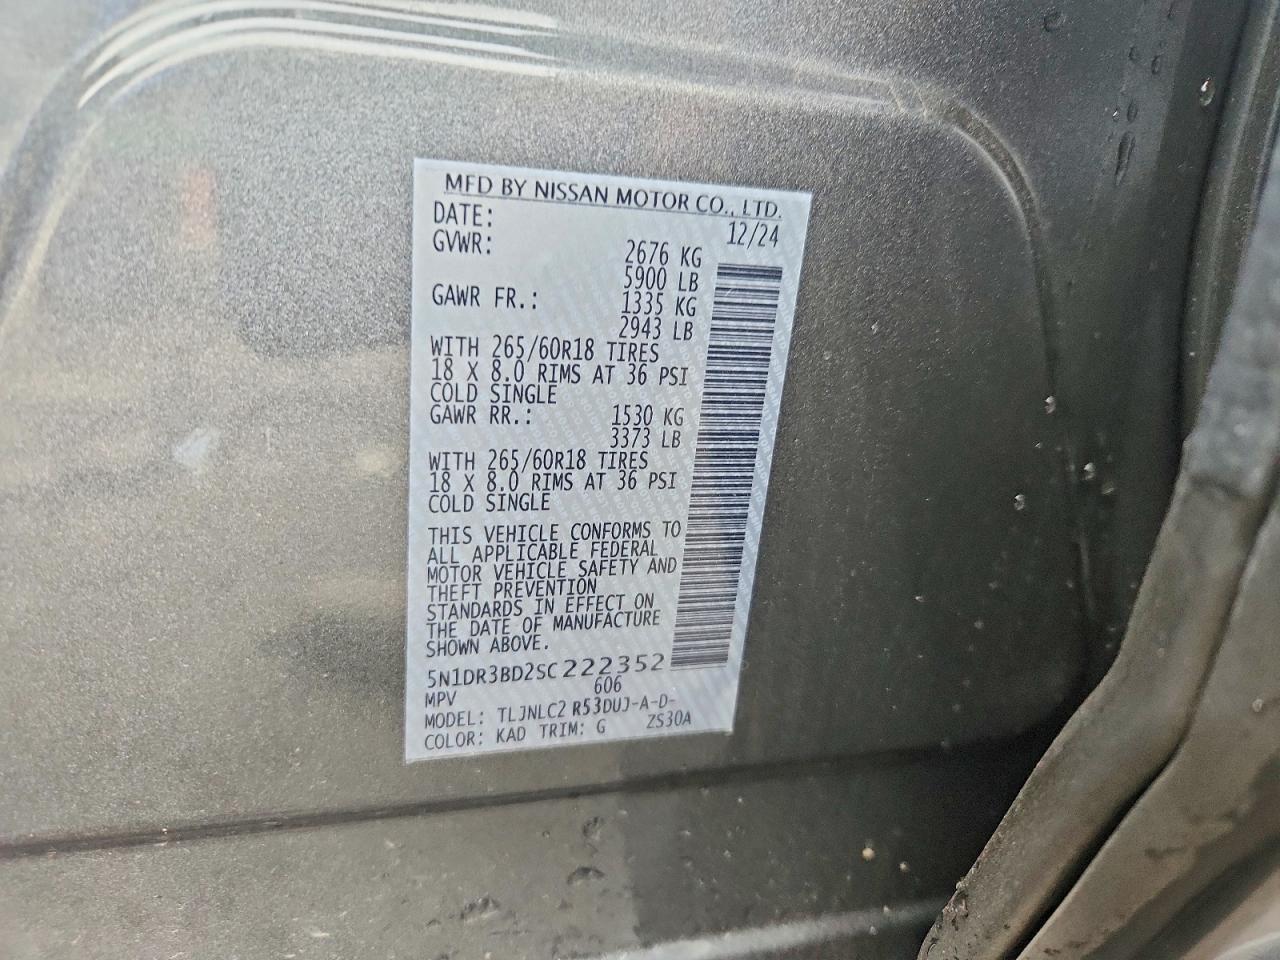 MFD BY NISSAN MOTOR CO., LTD.
DATE: 12/24
GVWR: 2676 KG
5900 LB
GAWR FR.: 1335 KG
2943 LB
WITH 265/60R18 TIRES
18 X 8.0 RIMS AT 36 PSI
COLD SINGLE
GAWR RR.: 1530 KG
3373 LB
WITH 265/60R18 TIRES
18 X 8.0 RIMS AT 36 PSI
COLD SINGLE
THIS VEHICLE CONFORMS TO
ALL APPLICABLE FEDERAL
MOTOR VEHICLE SAFETY AND
THEFT PREVENTION
STANDARDS IN EFFECT ON
THE DATE OF MANUFACTURE
SHOWN ABOVE.
5N1DR3BD2SC222352
MPV 606
MODEL: TLJNLC2 R53DUJ-A-D-
COLOR: KAD TRIM: G ZS30A